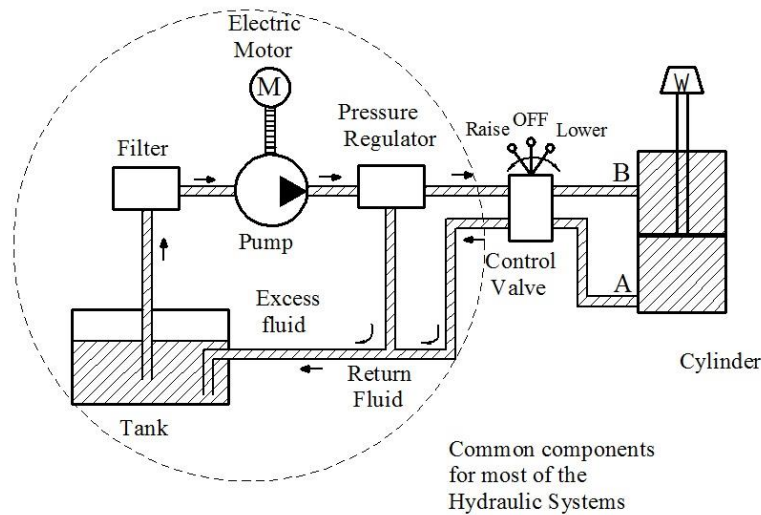 Electric
Motor
M
Pressure
Regulator
Raise
OFF
Lower
W
Filter
B
Pump
Control
Valve
A
Excess
fluid
Return
Fluid
Cylinder
Tank
Common components
for most of the
Hydraulic Systems